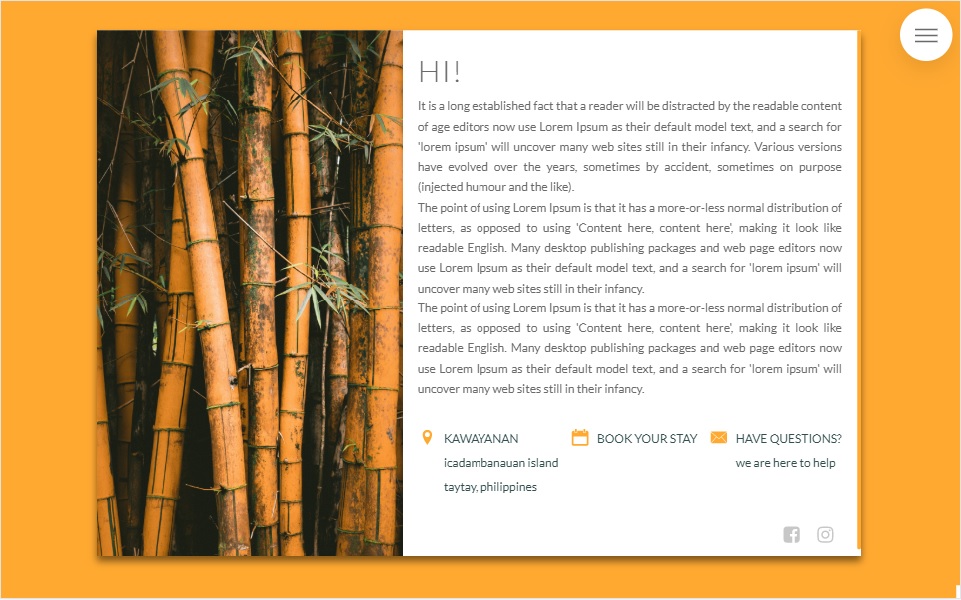 HI!
It is a long established fact that a reader will be distracted by the readable content
of age editors now use Lorem Ipsum as their default model text, and a search for
'lorem ipsum' will uncover many web sites still in their infancy. Various versions
have evolved over the years, sometimes by accident, sometimes on purpose
(injected humour and the like).
The point of using Lorem Ipsum is that it has a more-or-less normal distribution of
letters, as opposed to using 'Content here, content here', making it look like
readable English. Many desktop publishing packages and web page editors now
use Lorem Ipsum as their default model text, and a search for 'lorem ipsum' will
uncover many web sites still in their infancy.
The point of using Lorem Ipsum is that it has a more-or-less normal distribution of
letters, as opposed to using 'Content here, content here', making it look like
readable English. Many desktop publishing packages and web page editors now
use Lorem Ipsum as their default model text, and a search for 'lorem ipsum' will
uncover many web sites still in their infancy.
KAWAYANAN
icadambanauan island
taytay, philippines
BOOK YOUR STAY
HAVE QUESTIONS?
we are here to help